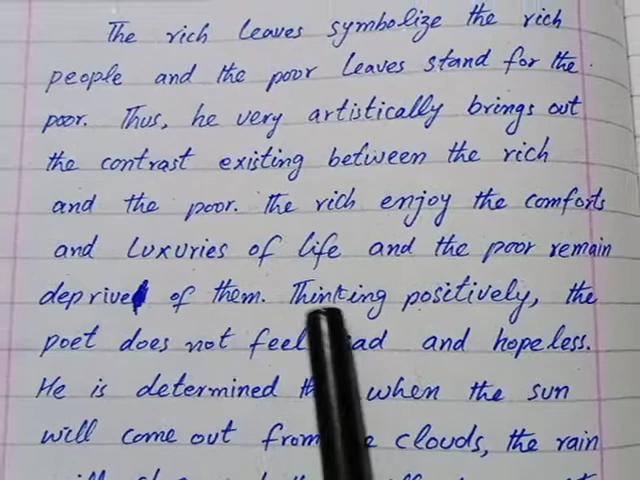 The rich leaves symbolize the rich
people and the poor leaves stand for the
poor. Thus, he very artistically brings out
the contrast existing between the rich
and the poor. The rich enjoy the comforts
and luxuries of life and the poor remain
deprived of them. Thinking positively, the
poet does not feel and hopeless.
He is determined when the sun
will come out from clouds, the rain